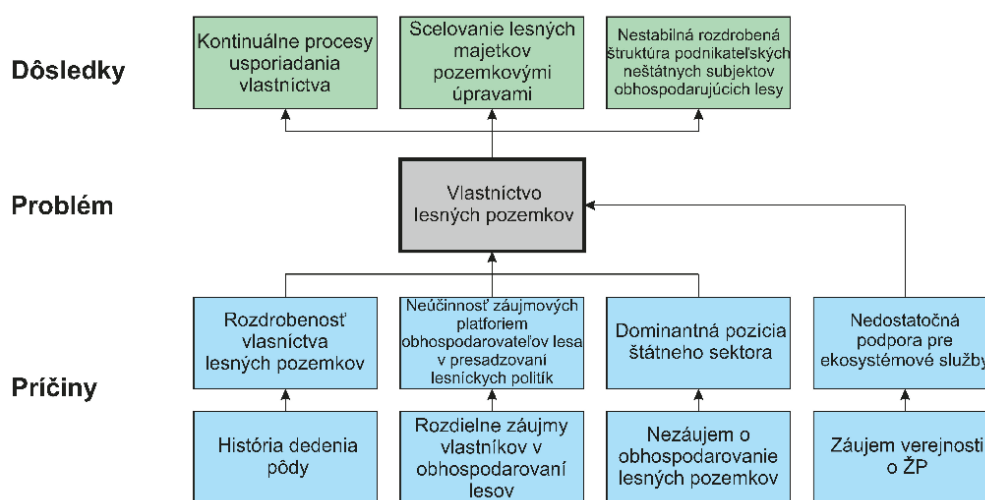 Dôsledky
Kontinuálne procesy
usporiadania
vlastníctva
Scelovanie lesných
majetkov
pozemkovými
úpravami
Nestabilná rozdrobená
štruktúra podnikateľských
neštátnych subjektov
obhospodarujúcich lesy
Problém
Vlastníctvo
lesných pozemkov
Príčiny
Rozdrobenosť
vlasníctva
lesných pozemkov
Neúčinnosť záujmových
platforiem
obhospodarovateľov lesa
v presadzovaní
lesníckych politík
Dominantná pozicia
štátneho sektora
Nedostatočná
podpora pre
ekosystémové služby
História dedenia
pôdy
Rozdielne záujmy
vlastníkov v
obhospodarovaní
lesov
Nezáujem o
obhospodarovanie
lesných pozemkov
Záujem verejnosti
o ŽP